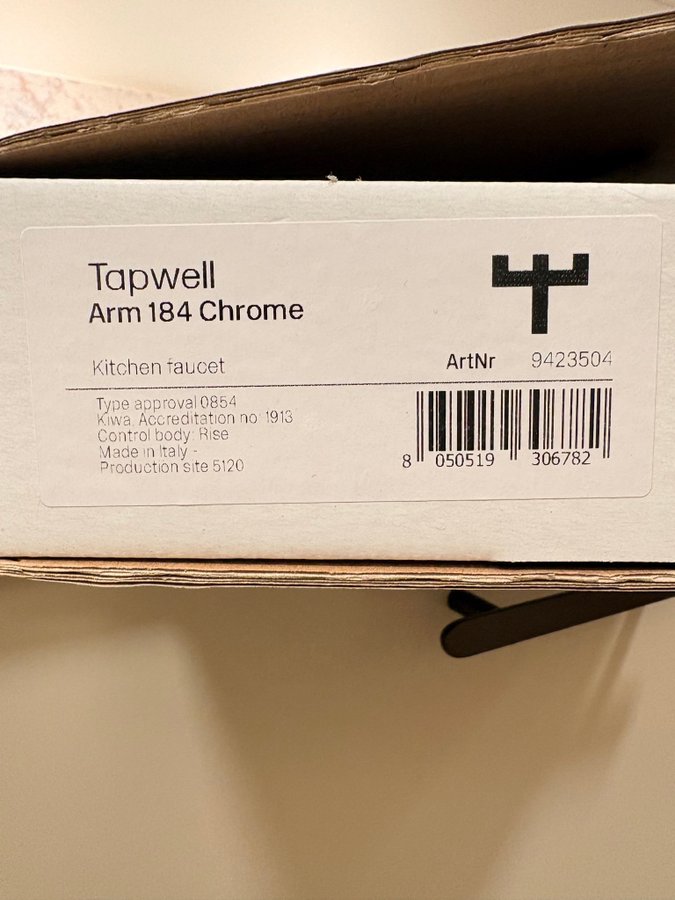 Tapwell
Arm 184 Chrome
Kitchen faucet
ArtNr 9423504
Type approval 0854
Kiwa. Accreditation no: 1913
Control body: Rise
Made in Italy -
Production site 5120
8 050519 306782